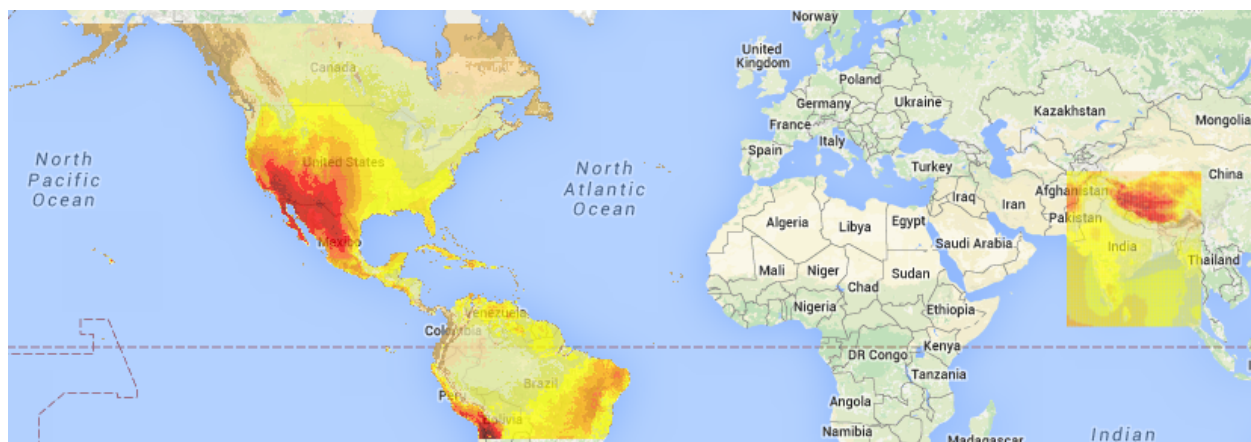 Norway
United
Kingdom
Canada
Poland
Germany
Ukraine
Kazakhstan
France
Mongolia
Italy
Spain
North
Pacific
Ocean
United States
North
Atlantic
Ocean
Turkey
China
Afghanistan
Iraq
Iran
Pakistan
Algeria
Libya
Egypt
Mexico
Saudi Arabia
India
Thailand
Mali
Niger
Sudan
Chad
Nigeria
Ethiopia
Venezuela
Colombia
Kenya
DR Congo
Tanzania
Brazil
Peru
Angola
Bolivia
Namibia
Madagascar
Indian